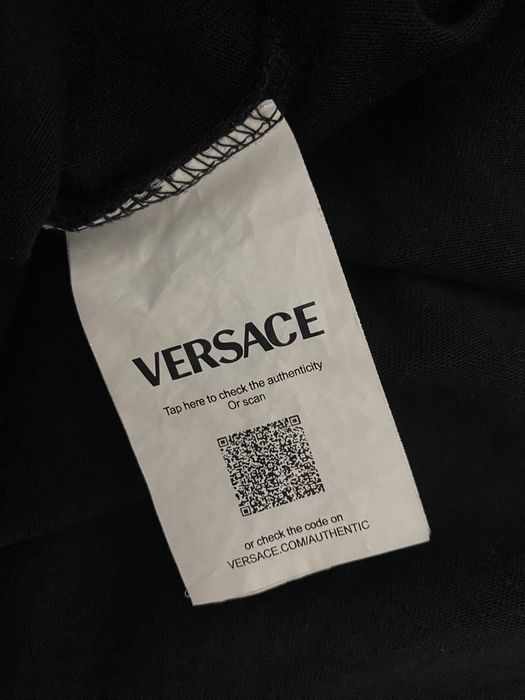 VERSACE
Tap here to check the authenticity
Or scan
or check the code on
VERSACE.COM/AUTHENTIC